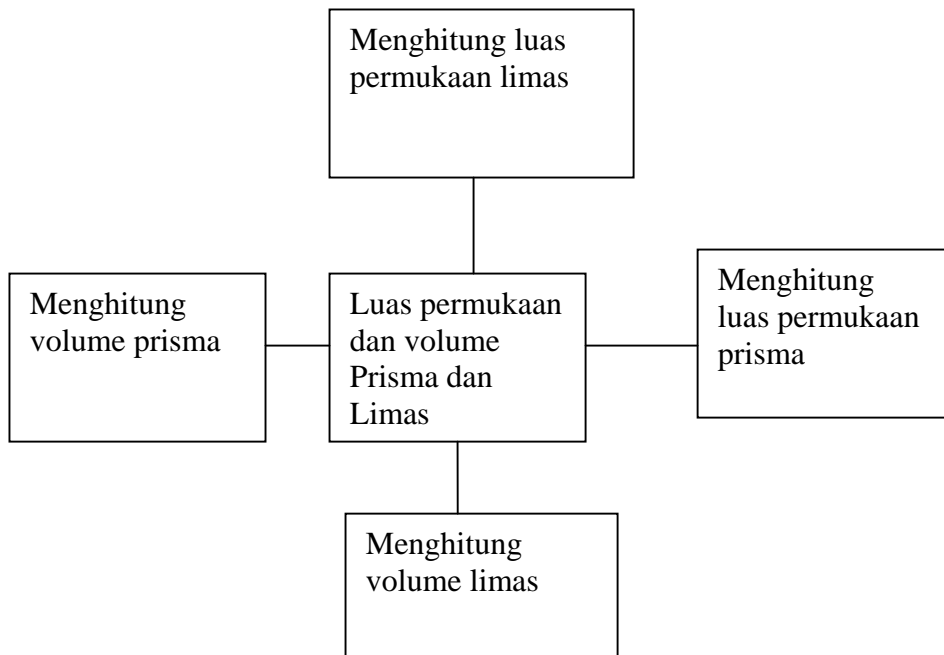 Menghitung luas
permukaan limas
Menghitung
volume prisma
Luas permukaan
dan volume
Prisma dan
Limas
Menghitung
luas permukaan
prisma
Menghitung
volume limas